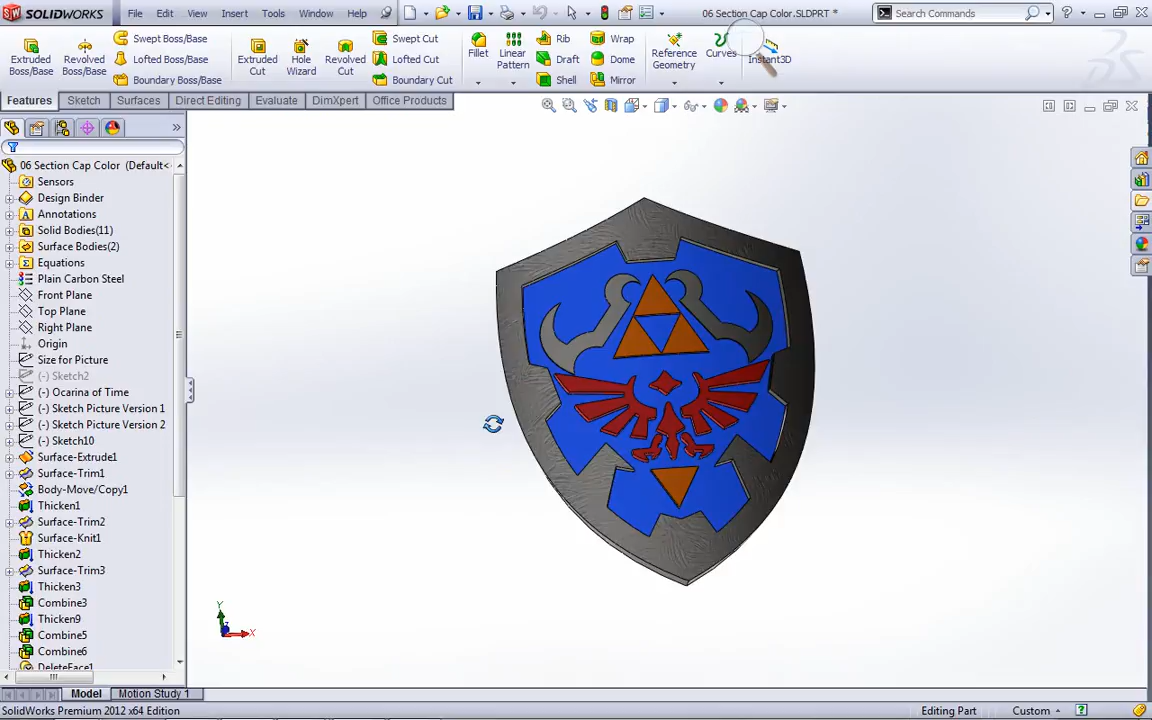 SOLIDWORKS File Edit View Insert Tools Window Help 06 Section Cap Color.SLDPRT * Search Commands
Extruded Boss/Base
Revolved Boss/Base
Swept Boss/Base
Lofted Boss/Base
Boundary Boss/Base
Extruded Cut
Hole Wizard
Revolved Cut
Swept Cut
Lofted Cut
Boundary Cut
Fillet
Linear Pattern
Rib
Draft
Shell
Wrap
Dome
Mirror
Reference Geometry
Curves
Instant3D
Features Sketch Surfaces Direct Editing Evaluate DimXpert Office Products
06 Section Cap Color (Default<
Sensors
Design Binder
Annotations
Solid Bodies(11)
Surface Bodies(2)
Equations
Plain Carbon Steel
Front Plane
Top Plane
Right Plane
Origin
Size for Picture
(-) Sketch2
(-) Ocarina of Time
(-) Sketch Picture Version 1
(-) Sketch Picture Version 2
(-) Sketch10
Surface-Extrude1
Surface-Trim1
Body-Move/Copy1
Thicken1
Surface-Trim2
Surface-Knit1
Thicken2
Surface-Trim3
Thicken3
Combine3
Thicken9
Combine5
Combine6
DeleteFace1
Y
Z
X
Model Motion Study 1
SolidWorks Premium 2012 x64 Edition Editing Part Custom